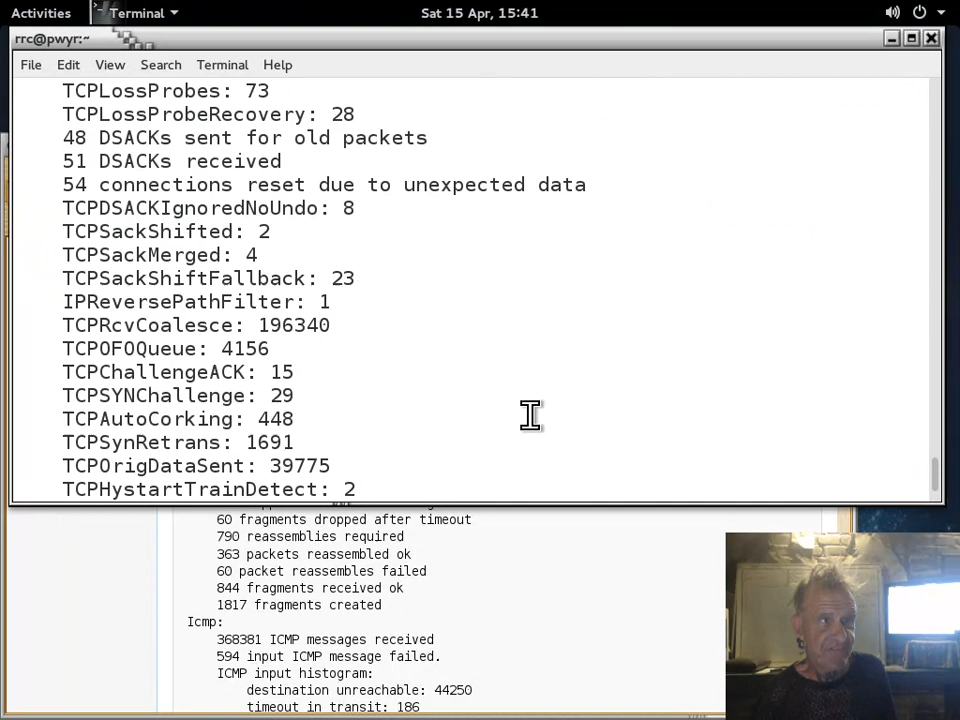 Activities
Terminal
Sat 15 Apr, 15:41
rrc@pwyr:~
File Edit View Search Terminal Help
TCPLossProbes: 73
TCPLossProbeRecovery: 28
48 DSACKs sent for old packets
51 DSACKs received
54 connections reset due to unexpected data
TCPDSACKIgnoredNoUndo: 8
TCPSackShifted: 2
TCPSackMerged: 4
TCPSackShiftFallback: 23
IPReversePathFilter: 1
TCPRcvCoalesce: 196340
TCPOFOQueue: 4156
TCPChallengeACK: 15
TCPSYNChallenge: 29
TCPAutoCorking: 448
TCPSynRetrans: 1691
TCPOrigDataSent: 39775
TCPHystartTrainDetect: 2
60 fragments dropped after timeout
790 reassemblies required
363 packets reassembled ok
60 packet reassembles failed
844 fragments received ok
1817 fragments created
Icmp:
368381 ICMP messages received
594 input ICMP message failed.
ICMP input histogram:
destination unreachable: 44250
timeout in transit: 186